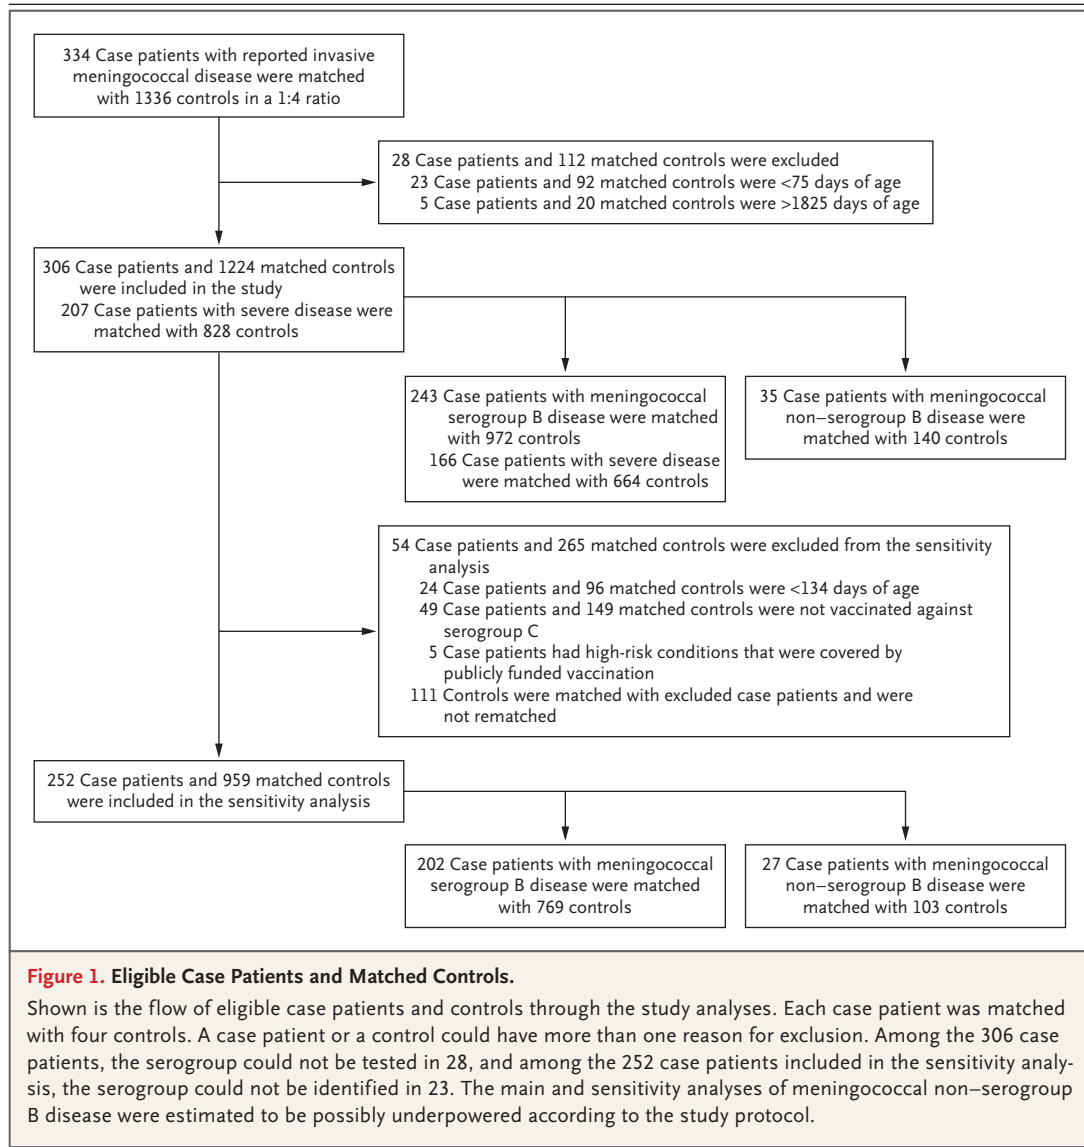 334 Case patients with reported invasive
meningococcal disease were matched
with 1336 controls in a 1:4 ratio
28 Case patients and 112 matched controls were excluded
23 Case patients and 92 matched controls were <75 days of age
5 Case patients and 20 matched controls were >1825 days of age
306 Case patients and 1224 matched controls
were included in the study
207 Case patients with severe disease were
matched with 828 controls
243 Case patients with meningococcal
serogroup B disease were matched
with 972 controls
166 Case patients with severe disease
were matched with 664 controls
35 Case patients with meningococcal
non–serogroup B disease were
matched with 140 controls
54 Case patients and 265 matched controls were excluded from the sensitivity
analysis
24 Case patients and 96 matched controls were <134 days of age
49 Case patients and 149 matched controls were not vaccinated against
serogroup C
5 Case patients had high-risk conditions that were covered by
publicly funded vaccination
111 Controls were matched with excluded case patients and were
not rematched
252 Case patients and 959 matched controls
were included in the sensitivity analysis
202 Case patients with meningococcal
serogroup B disease were matched
with 769 controls
27 Case patients with meningococcal
non–serogroup B disease were
matched with 103 controls
Figure 1. Eligible Case Patients and Matched Controls.
Shown is the flow of eligible case patients and controls through the study analyses. Each case patient was matched
with four controls. A case patient or a control could have more than one reason for exclusion. Among the 306 case
patients, the serogroup could not be tested in 28, and among the 252 case patients included in the sensitivity analy-
sis, the serogroup could not be identified in 23. The main and sensitivity analyses of meningococcal non–serogroup
B disease were estimated to be possibly underpowered according to the study protocol.